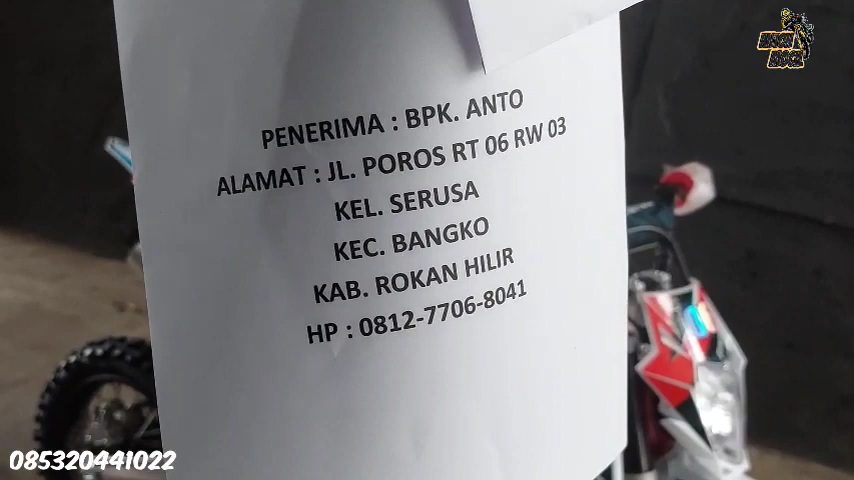 PENERIMA : BPK. ANTO
ALAMAT : JL. POROS RT 06 RW 03
KEL. SERUSA
KEC. BANGKO
KAB. ROKAN HILIR
HP : 0812-7706-8041
085320441022